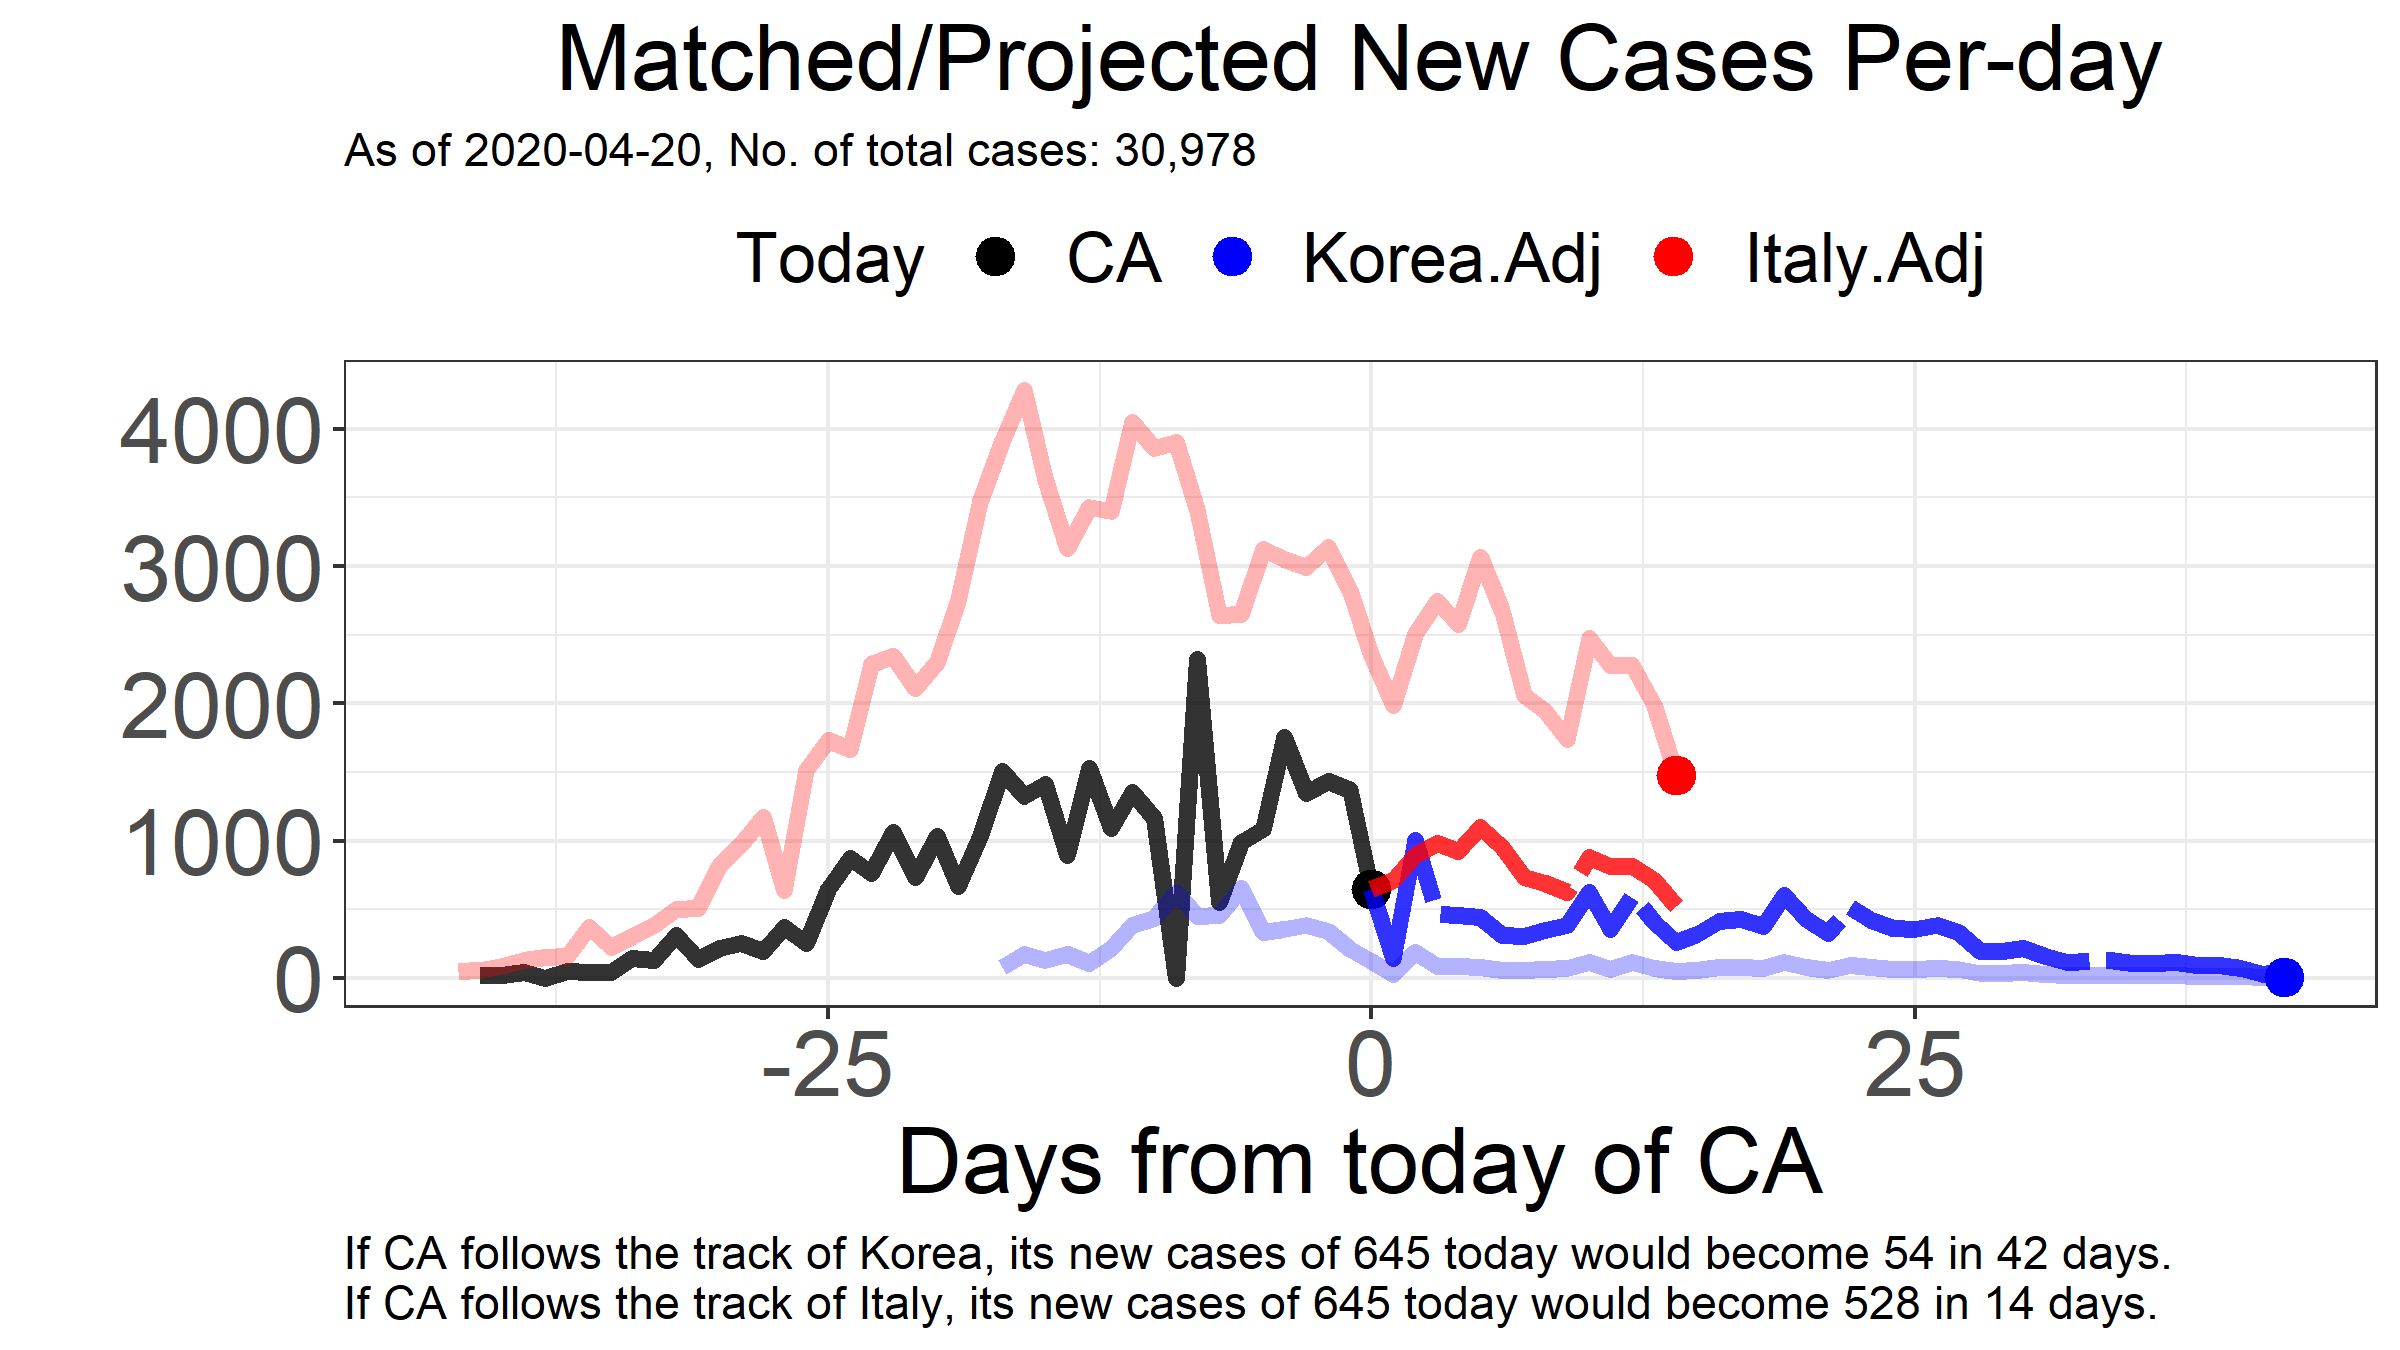 Matched/Projected New Cases Per-day
As of 2020-04-20, No. of total cases: 30,978
Today CA Korea.Adj Italy.Adj
4000
3000
2000
1000
0
-25 0 25
Days from today of CA
If CA follows the track of Korea, its new cases of 645 today would become 54 in 42 days.
If CA follows the track of Italy, its new cases of 645 today would become 528 in 14 days.